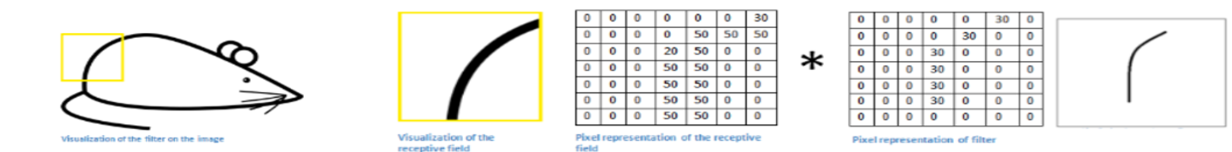 0 0 0 0 0 0 30
0 0 0 0 50 50 50
0 0 0 20 50 0 0
0 0 0 50 50 0 0
0 0 0 50 50 0 0
0 0 0 50 50 0 0
0 0 0 50 50 0 0
*
0 0 0 0 0 30 0
0 0 0 0 30 0 0
0 0 0 30 0 0 0
0 0 0 30 0 0 0
0 0 0 30 0 0 0
0 0 0 30 0 0 0
0 0 0 0 0 0 0
Visualization of the filter on the image
Visualization of the
receptive field
Pixel representation of the receptive
field
Pixel representation of filter